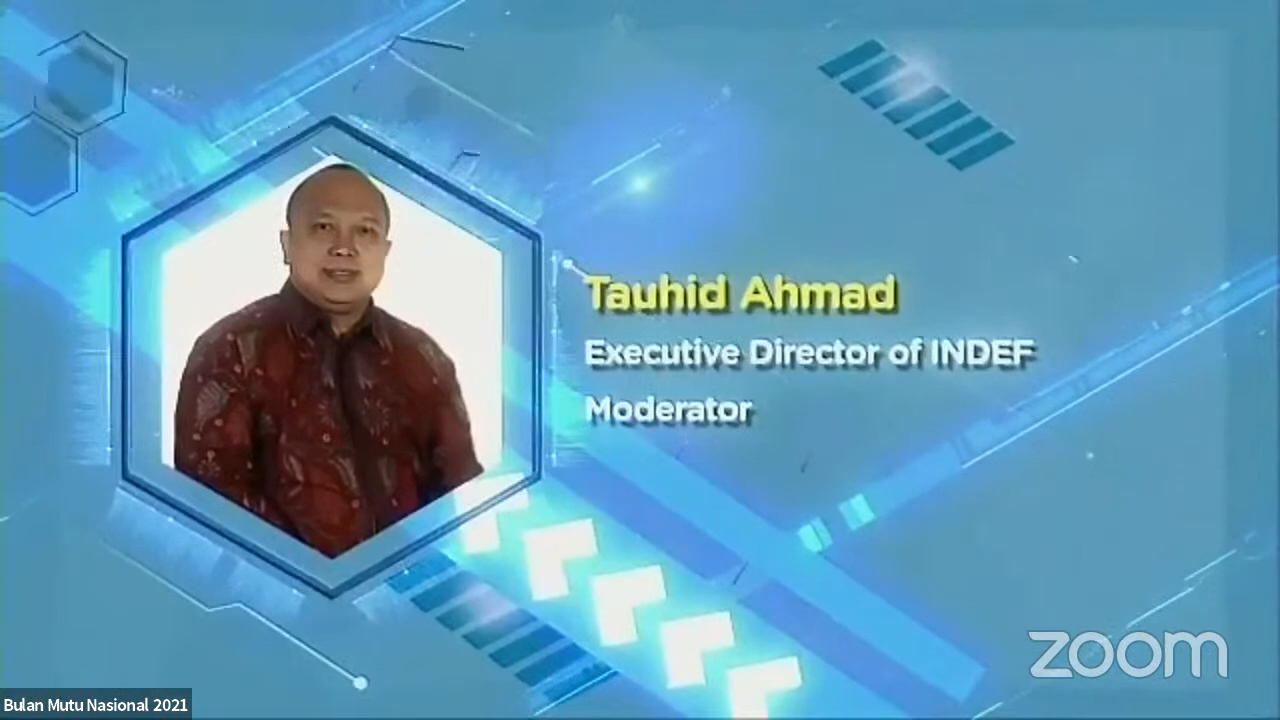 Tauhid Ahmad
Executive Director of INDEF
Moderator
zoom
Bulan Mutu Nasional 2021